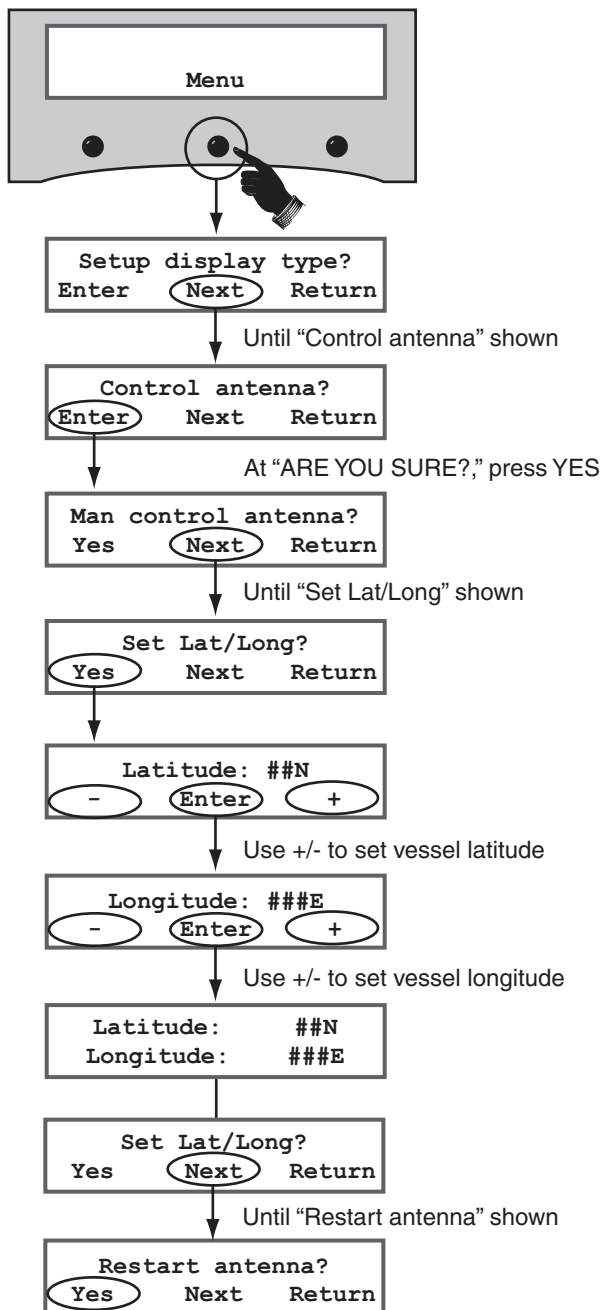 Menu
Setup display type?
Enter Next Return
Until “Control antenna” shown
Control antenna?
Enter Next Return
At “ARE YOU SURE?,” press YES
Man control antenna?
Yes Next Return
Until “Set Lat/Long” shown
Set Lat/Long?
Yes Next Return
Latitude: ##N
- Enter +
Use +/- to set vessel latitude
Longitude: ###E
- Enter +
Use +/- to set vessel longitude
Latitude: ##N
Longitude: ###E
Set Lat/Long?
Yes Next Return
Until “Restart antenna” shown
Restart antenna?
Yes Next Return